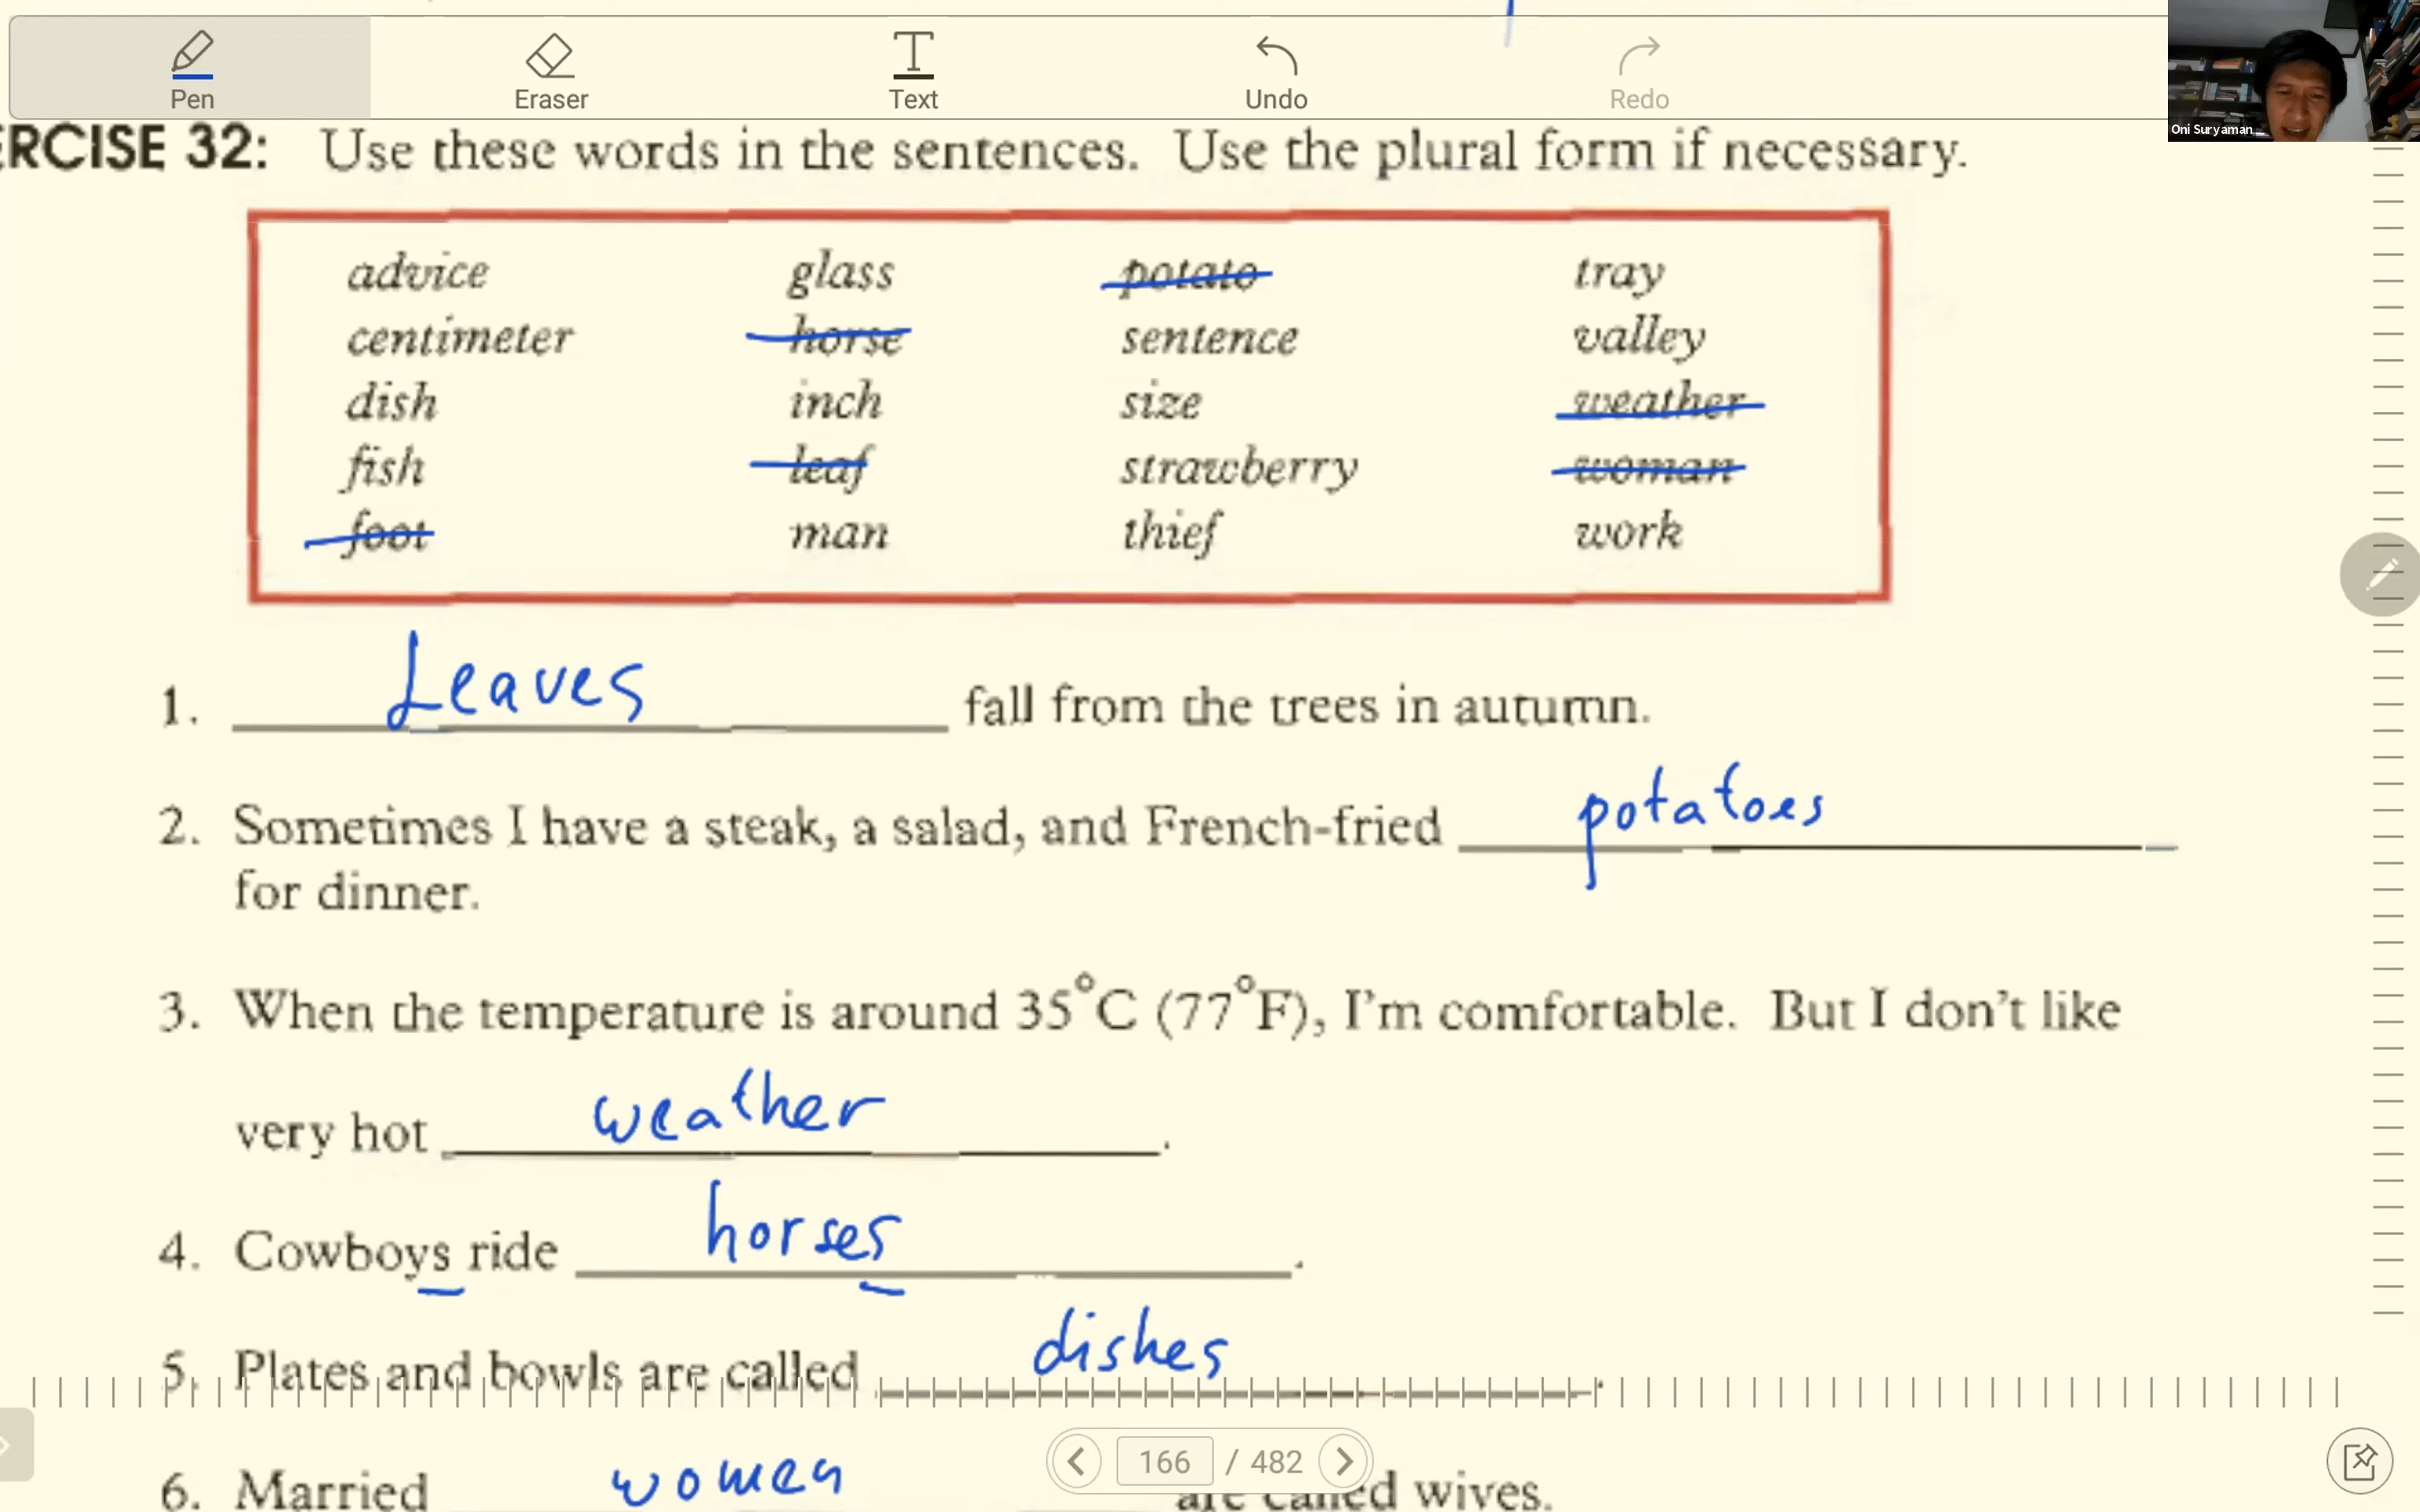 Pen Eraser Text Undo Redo
Oni Suryaman ...
ERCISE 32: Use these words in the sentences. Use the plural form if necessary.
advice glass potato tray
centimeter horse sentence valley
dish inch size weather
fish leaf strawberry woman
foot man thief work
1. Leaves fall from the trees in autumn.
2. Sometimes I have a steak, a salad, and French-fried potatoes
for dinner.
3. When the temperature is around 35°C (77°F), I'm comfortable. But I don't like
very hot weather.
4. Cowboys ride horses.
5. Plates and bowls are called dishes.
166 / 482
6. Married women are called wives.